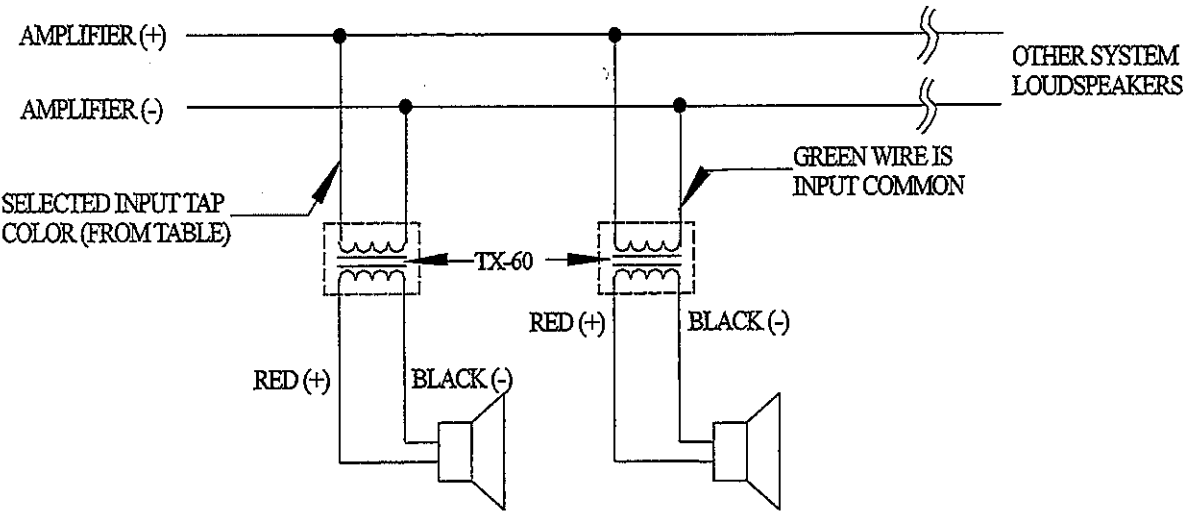 AMPLIFIER (+)
OTHER SYSTEM
LOUDSPEAKERS
AMPLIFIER (-)
GREEN WIRE IS
INPUT COMMON
SELECTED INPUT TAP
COLOR (FROM TABLE)
TX-60
RED (+)
BLACK (-)
RED (+)
BLACK (-)